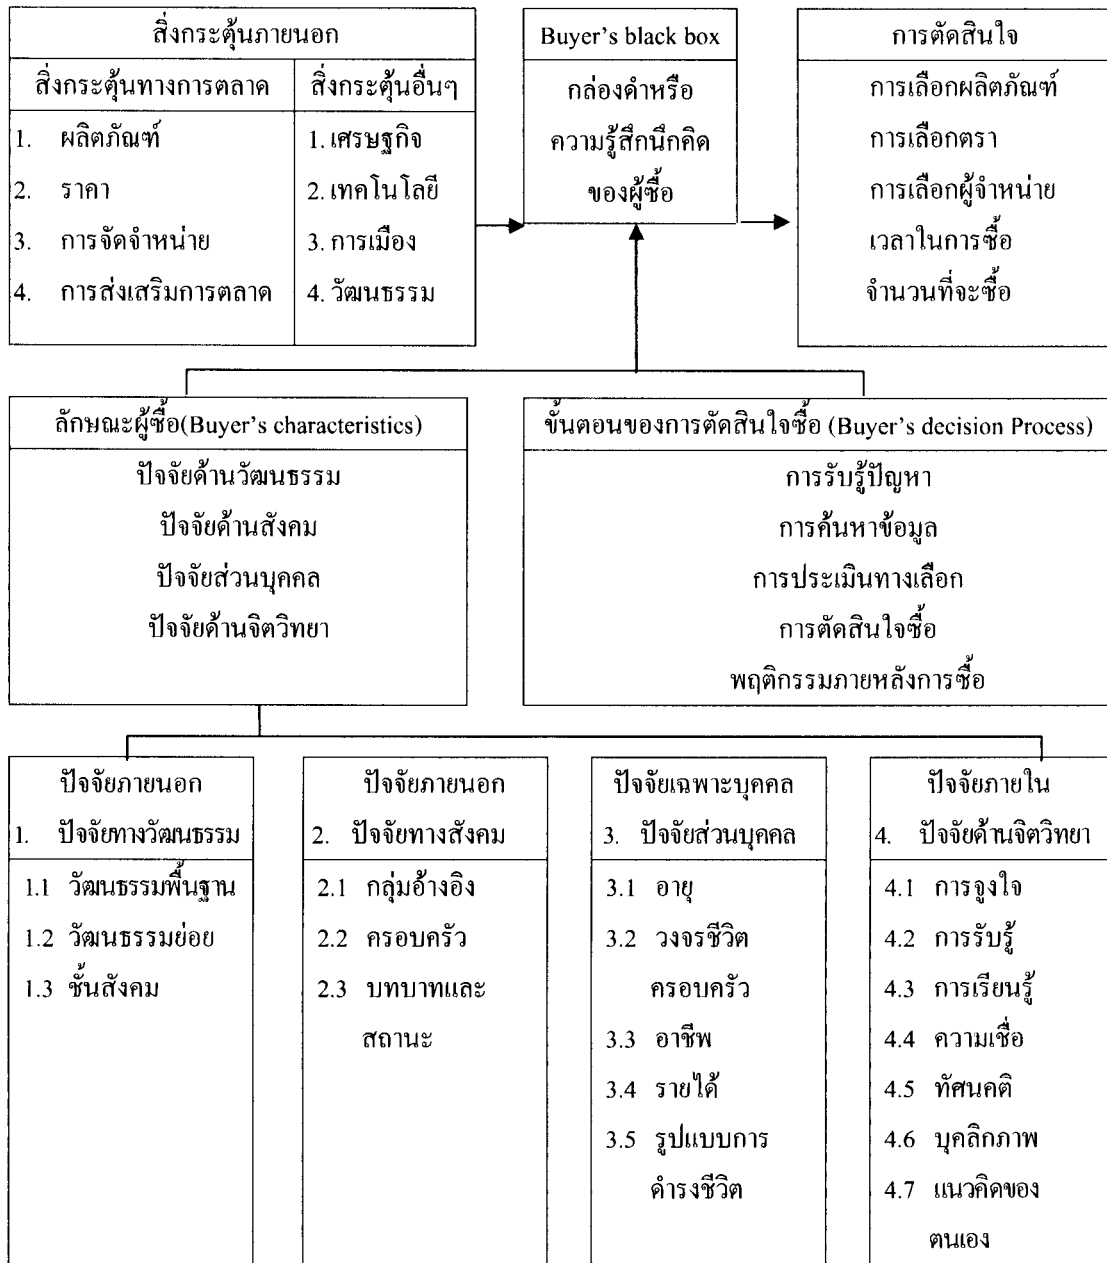 สิ่งกระตุ้นภายนอก
สิ่งกระตุ้นทางการตลาด
1. ผลิตภัณฑ์
2. ราคา
3. การจัดจำหน่าย
4. การส่งเสริมการตลาด
สิ่งกระตุ้นอื่นๆ
1. เศรษฐกิจ
2. เทคโนโลยี
3. การเมือง
4. วัฒนธรรม
Buyer's black box
กล่องดำหรือ
ความรู้สึกนึกคิด
ของผู้ซื้อ
การตัดสินใจ
การเลือกผลิตภัณฑ์
การเลือกตรา
การเลือกผู้จำหน่าย
เวลาในการซื้อ
จำนวนที่จะซื้อ
ลักษณะผู้ซื้อ(Buyer's characteristics)
ปัจจัยด้านวัฒนธรรม
ปัจจัยด้านสังคม
ปัจจัยส่วนบุคคล
ปัจจัยด้านจิตวิทยา
ขั้นตอนของการตัดสินใจซื้อ (Buyer's decision Process)
การรับรู้ปัญหา
การค้นหาข้อมูล
การประเมินทางเลือก
การตัดสินใจซื้อ
พฤติกรรมภายหลังการซื้อ
ปัจจัยภายนอก
1. ปัจจัยทางวัฒนธรรม
1.1 วัฒนธรรมพื้นฐาน
1.2 วัฒนธรรมย่อย
1.3 ชั้นสังคม
ปัจจัยภายนอก
2. ปัจจัยทางสังคม
2.1 กลุ่มอ้างอิง
2.2 ครอบครัว
2.3 บทบาทและ
สถานะ
ปัจจัยเฉพาะบุคคล
3. ปัจจัยส่วนบุคคล
3.1 อายุ
3.2 วงจรชีวิต
ครอบครัว
3.3 อาชีพ
3.4 รายได้
3.5 รูปแบบการ
ดำรงชีวิต
ปัจจัยภายใน
4. ปัจจัยด้านจิตวิทยา
4.1 การจูงใจ
4.2 การรับรู้
4.3 การเรียนรู้
4.4 ความเชื่อ
4.5 ทัศนคติ
4.6 บุคลิกภาพ
4.7 แนวคิดของ
ตนเอง